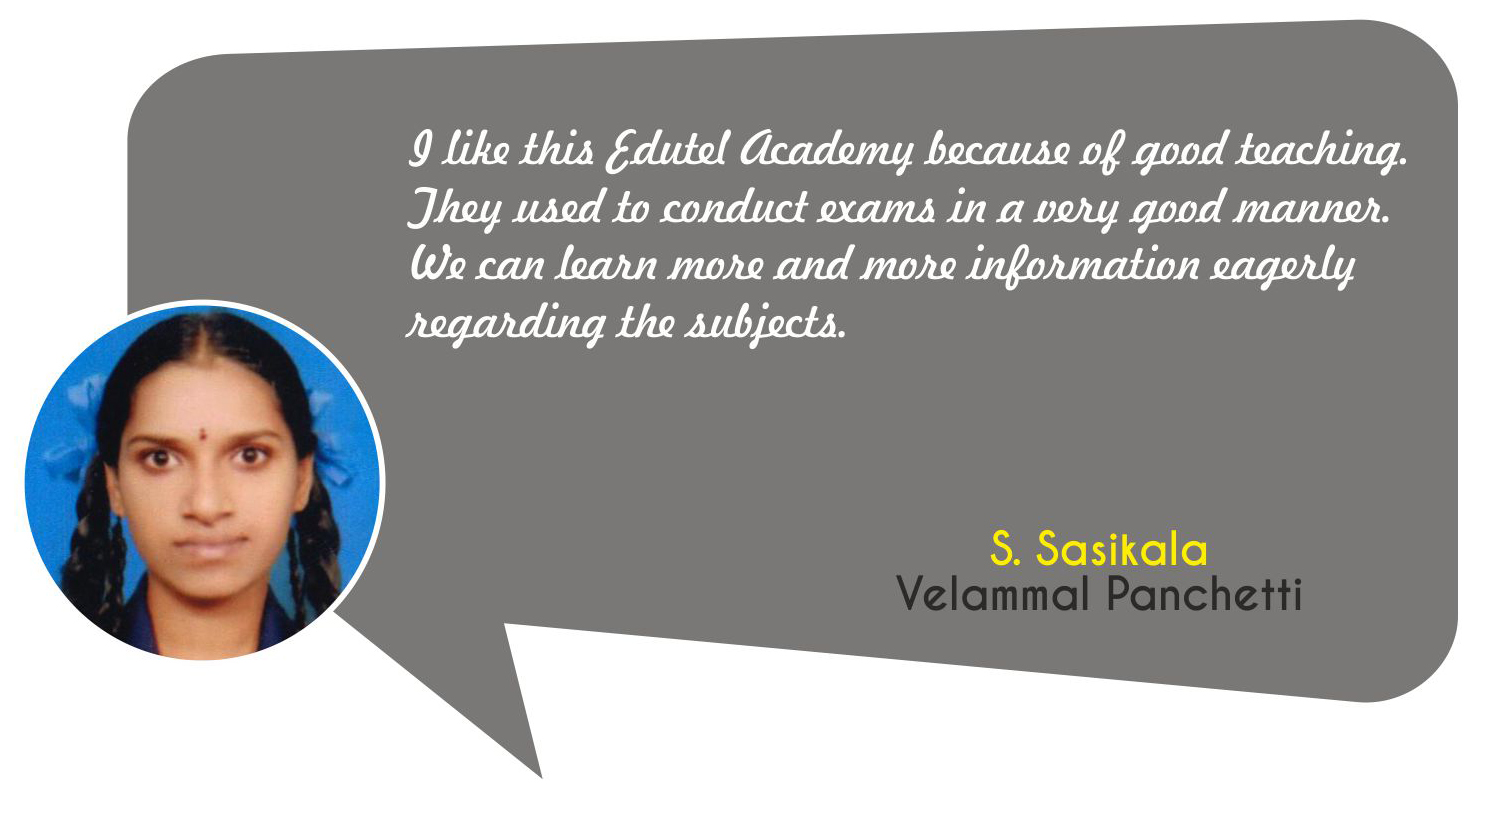 I like this Edutel Academy because of good teaching.
They used to conduct exams in a very good manner.
We can learn more and more information eagerly
regarding the subjects.
S. Sasikala
Velammal Panchetti